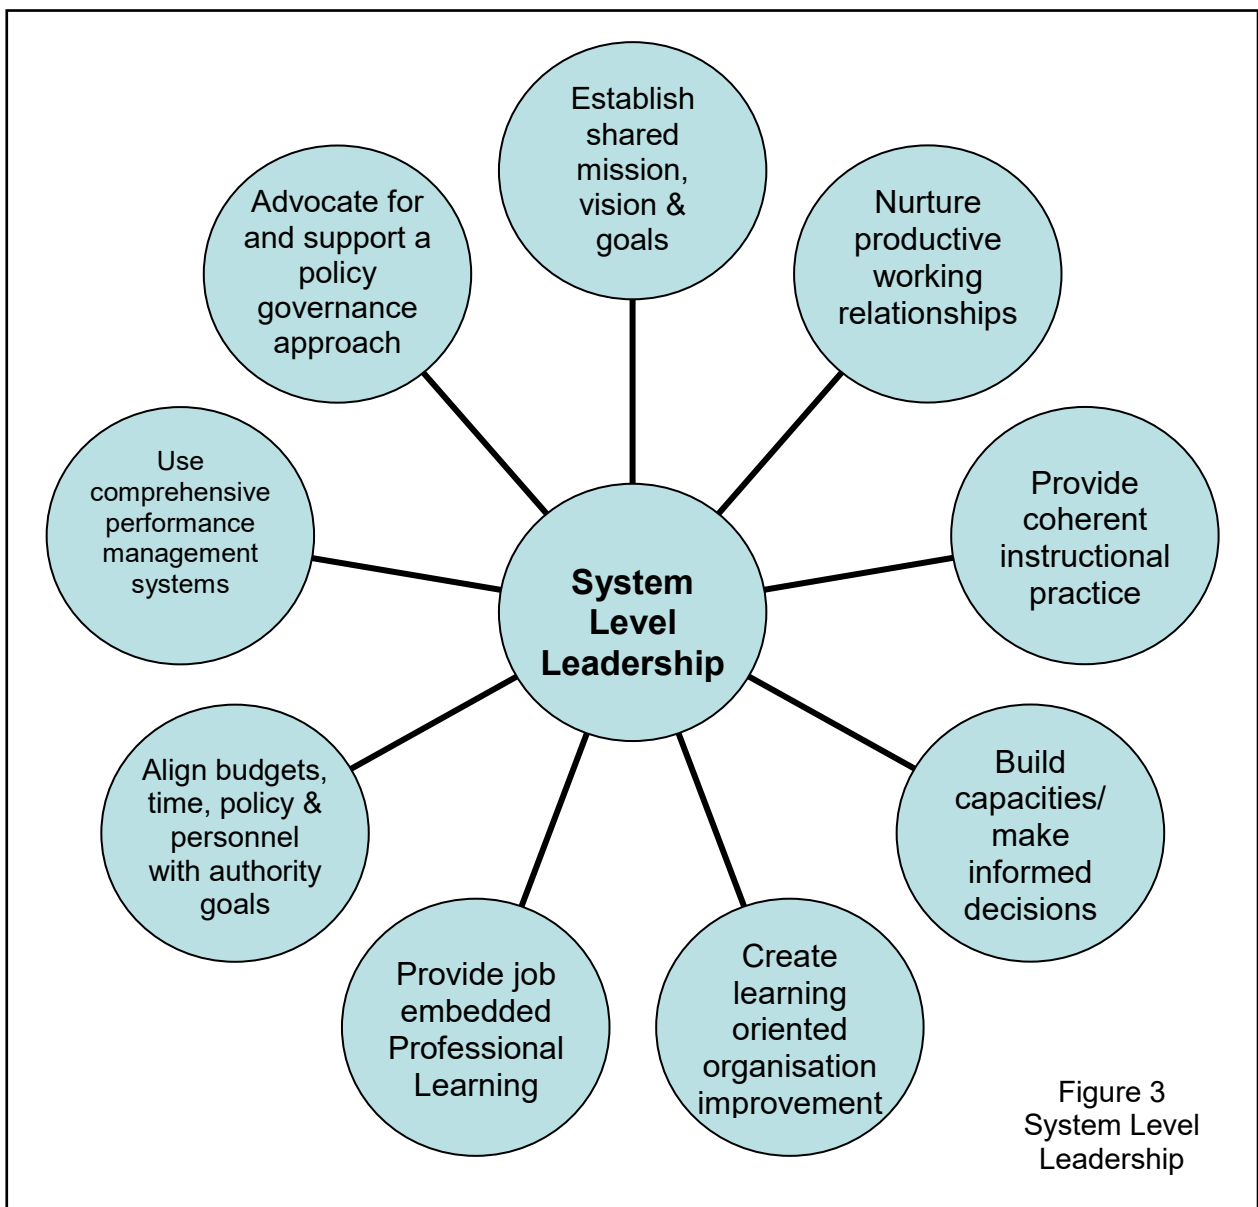 Establish
shared
mission,
vision &
goals
Nurture
productive
working
relationships
Provide
coherent
instructional
practice
Build
capacities/
make
informed
decisions
Create
learning
oriented
organisation
improvement
Provide job
embedded
Professional
Learning
Align budgets,
time, policy &
personnel
with authority
goals
Use
comprehensive
performance
management
systems
Advocate for
and support a
policy
governance
approach
System
Level
Leadership
Figure 3
System Level
Leadership